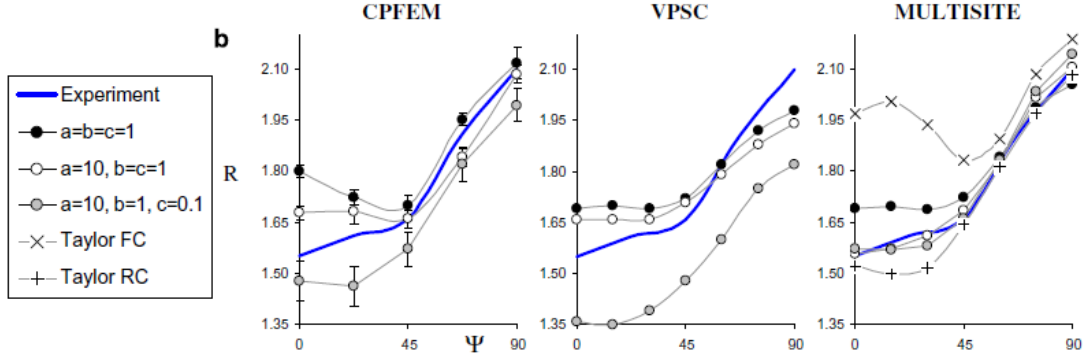 CPFEM VPSC MULTISITE
b
Experiment
a=b=c=1
a=10, b=c=1
a=10, b=1, c=0.1
Taylor FC
Taylor RC
R
2.10
1.95
1.80
1.65
1.50
1.35
0 45 Ψ 90
2.10
1.95
1.80
1.65
1.50
1.35
0 45 Ψ 90
2.10
1.95
1.80
1.65
1.50
1.35
0 45 Ψ 90